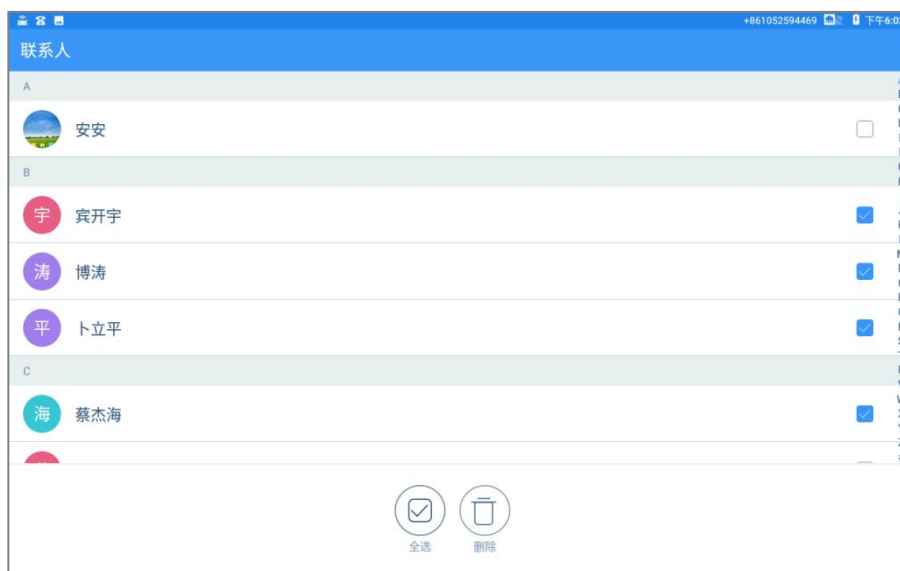 +861052594469 下午6:0
联系人
A
安安
B
宇 宾开宇
涛 博涛
平 卜立平
C
海 蔡杰海
全选 删除